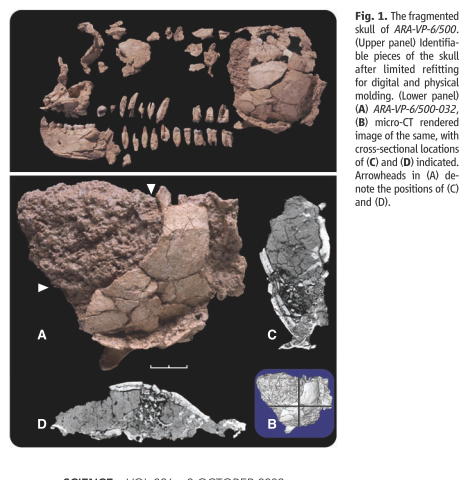 Fig. 1. The fragmented
skull of ARA-VP-6/500.
(Upper panel) Identifia-
ble pieces of the skull
after limited refitting
for digital and physical
molding. (Lower panel)
(A) ARA-VP-6/500-032,
(B) micro-CT rendered
image of the same, with
cross-sectional locations
of (C) and (D) indicated.
Arrowheads in (A) de-
note the positions of (C)
and (D).
A
C
D
B